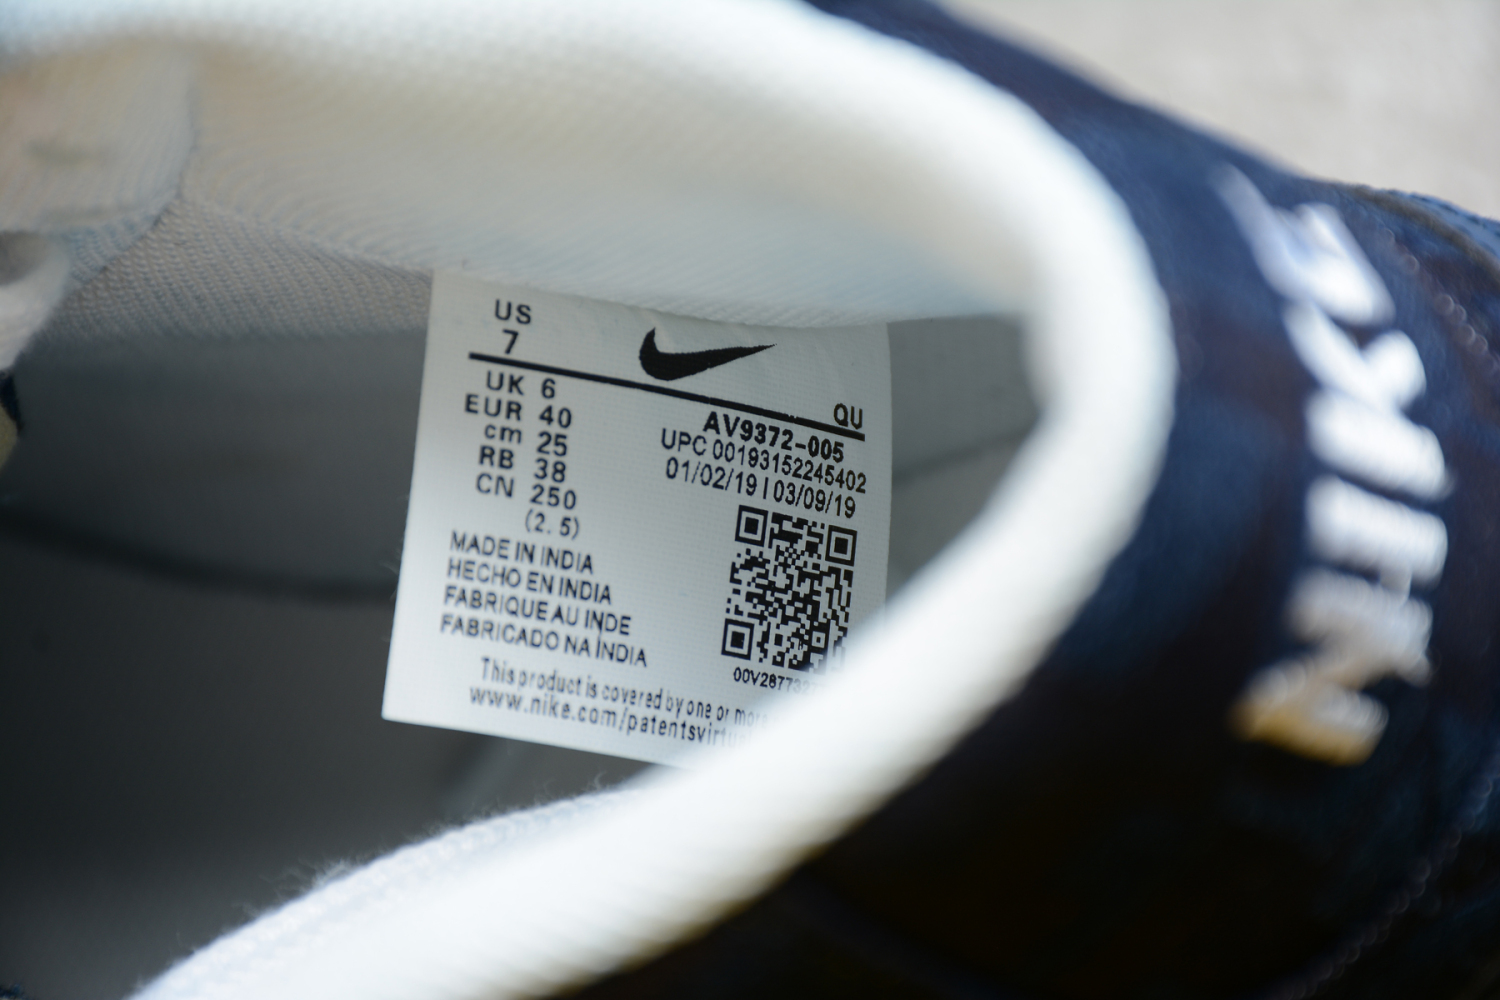 US
7
QU
UK 6
EUR 40
cm 25
RB 38
CN 250
(2.5)
AV9372-005
UPC 00193152245402
01/02/19 | 03/09/19
MADE IN INDIA
HECHO EN INDIA
FABRIQUE AU INDE
FABRICADO NA ÍNDIA
This product is covered by one or more
www.nike.com/patents
NIKE